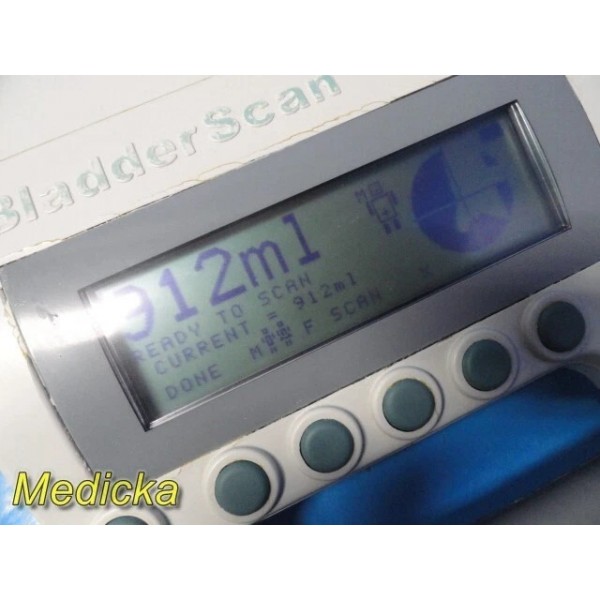 BladderScan
912ml
READY TO SCAN
CURRENT = 912ml
DONE M F SCAN
Medicka